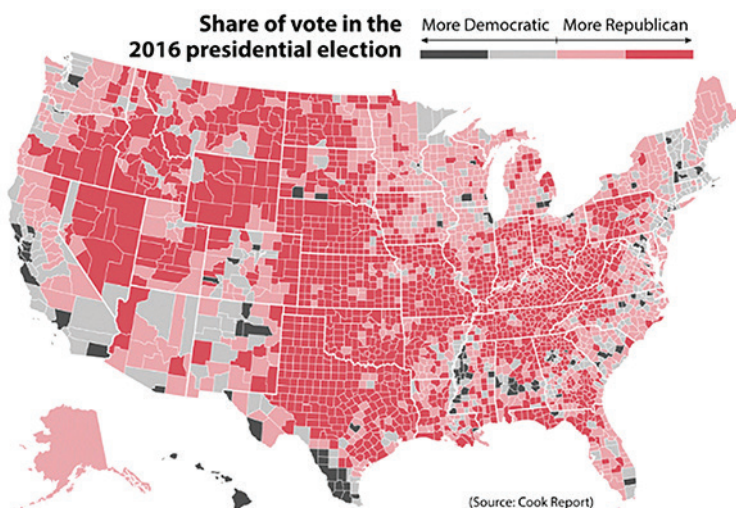 Share of vote in the
2016 presidential election
More Democratic
More Republican
(Source: Cook Report)